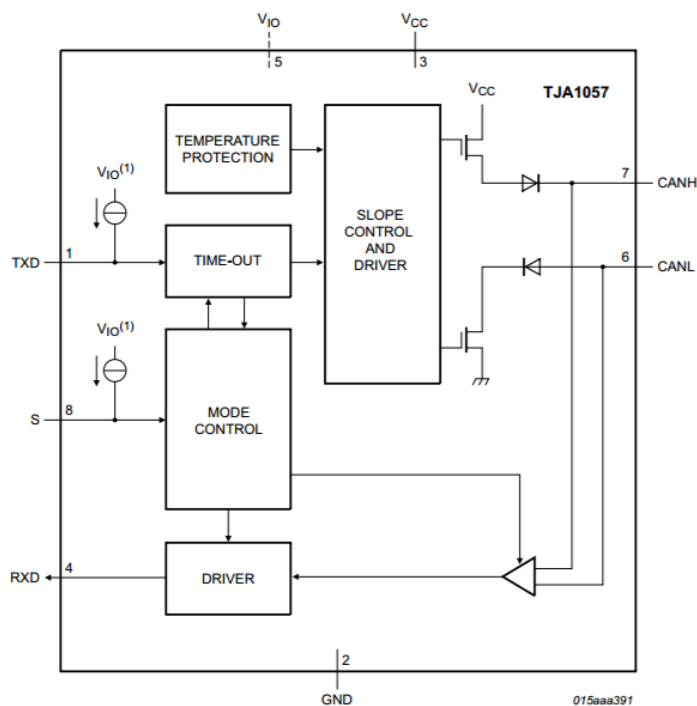 VIO
VCC
5
3
TJA1057
VCC
TEMPERATURE
PROTECTION
VIO(1)
7
CANH
SLOPE
CONTROL
AND
DRIVER
TXD
1
TIME-OUT
6
CANL
VIO(1)
S
8
MODE
CONTROL
RXD
4
DRIVER
2
GND
015aaa391